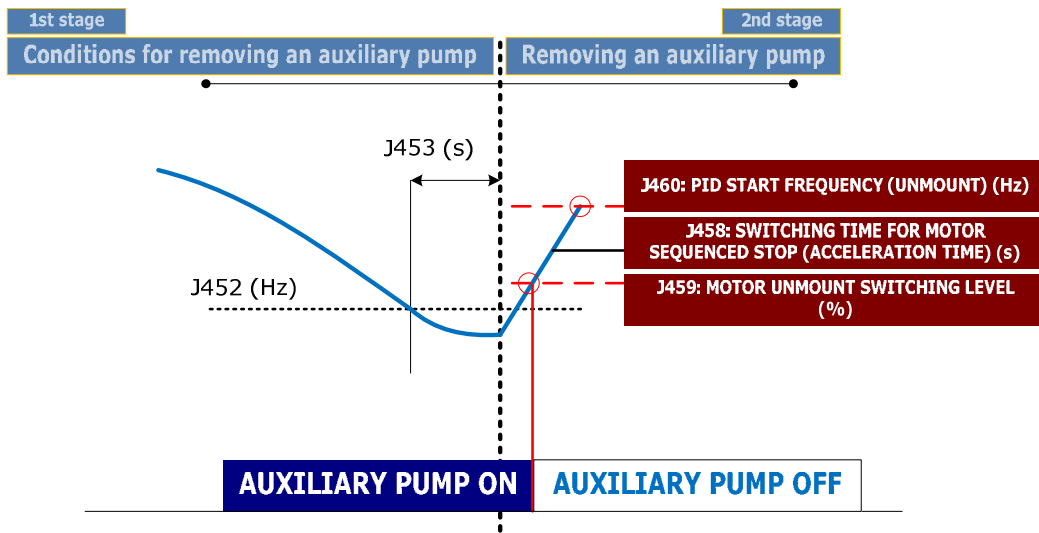 1st stage
2nd stage
Conditions for removing an auxiliary pump
Removing an auxiliary pump
J453 (s)
J460: PID START FREQUENCY (UNMOUNT) (Hz)
J458: SWITCHING TIME FOR MOTOR
SEQUENCED STOP (ACCELERATION TIME) (s)
J452 (Hz)
J459: MOTOR UNMOUNT SWITCHING LEVEL
(%)
AUXILIARY PUMP ON
AUXILIARY PUMP OFF